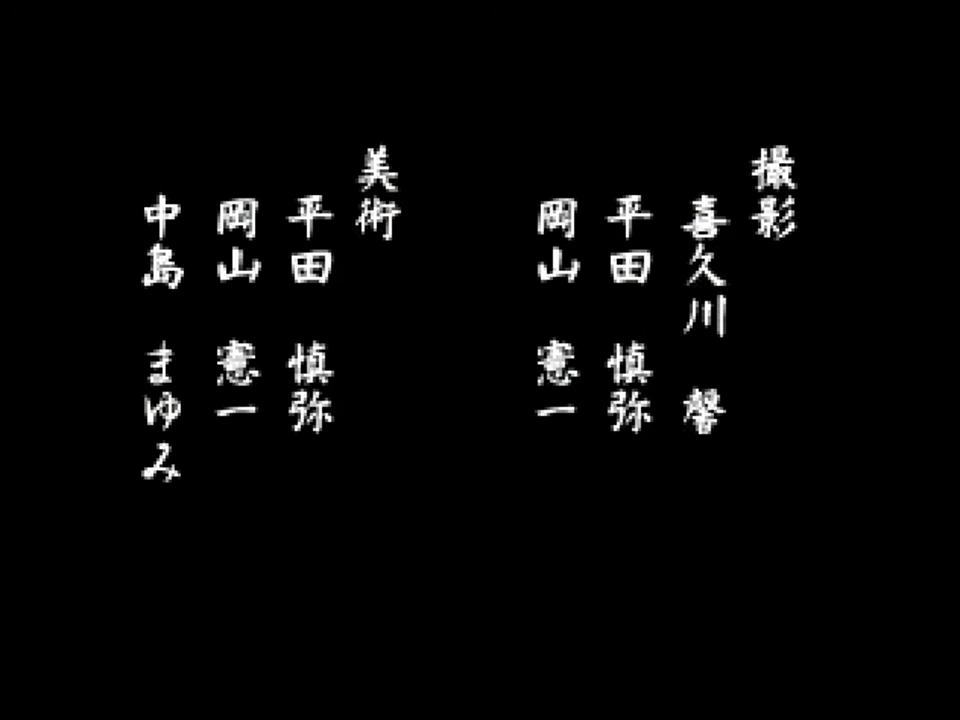 撮影
喜久川 馨
平田 慎弥
岡山 憲一
美術
平田 慎弥
岡山 憲一
中島 まゆみ